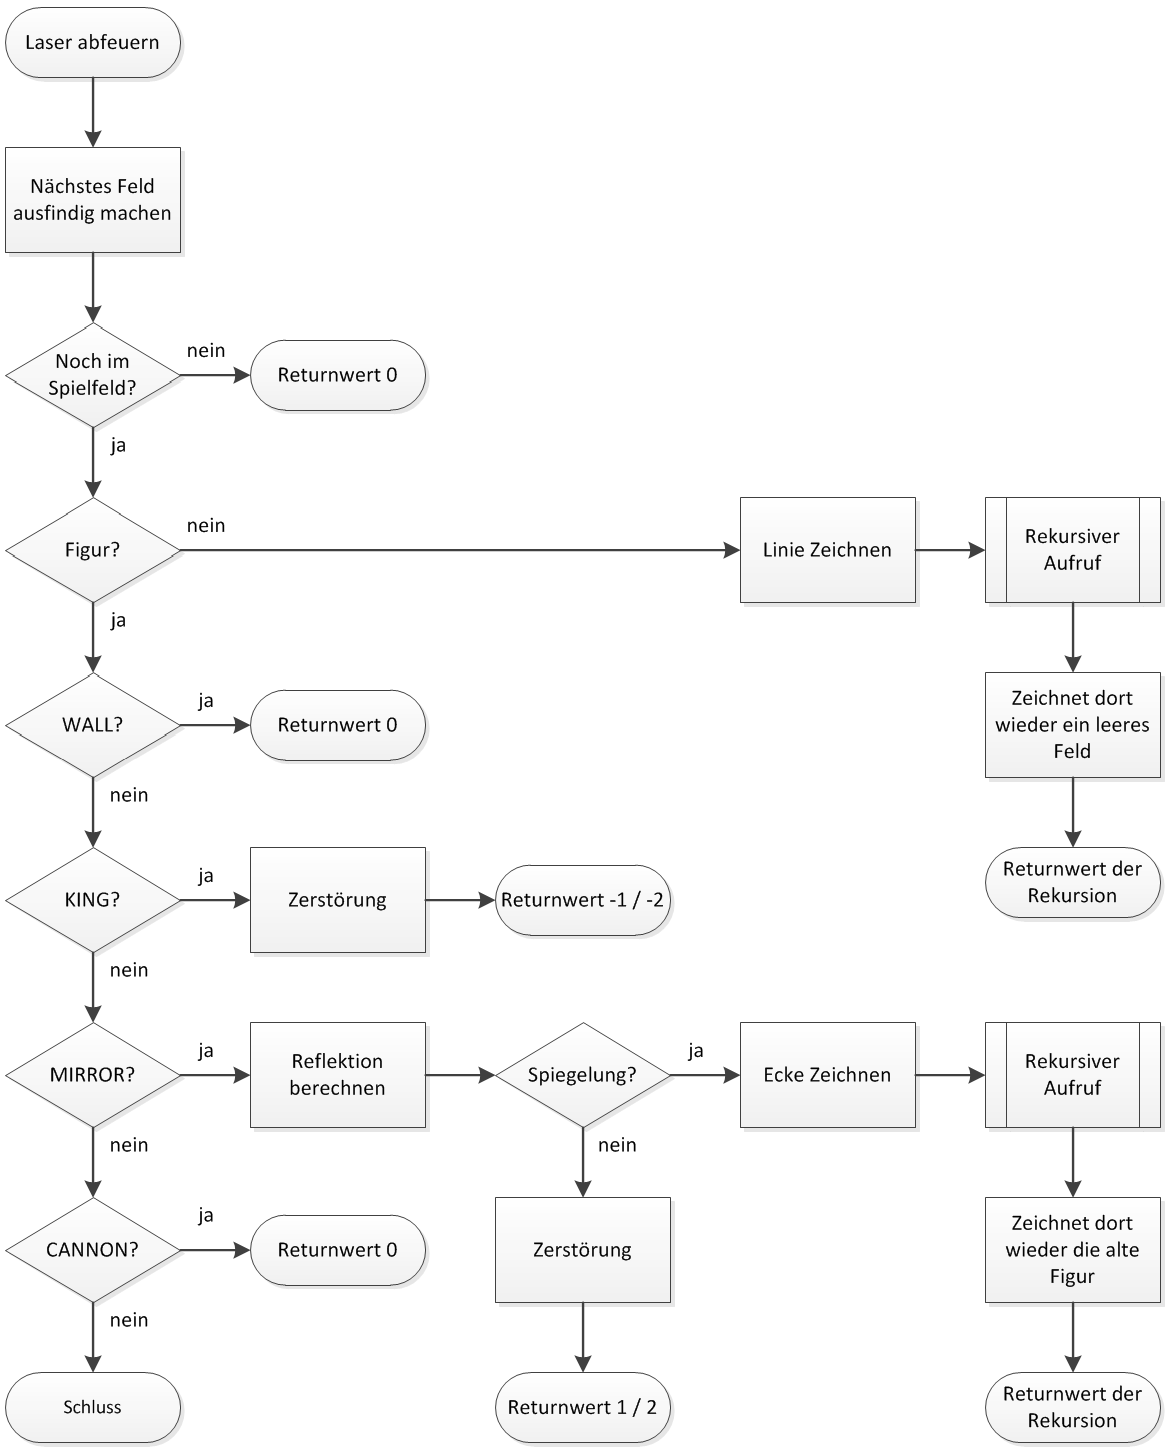 Laser abfeuern
Nächstes Feld
ausfindig machen
Noch im
Spielfeld?
nein
Returnwert 0
ja
Figur?
nein
Linie Zeichnen
Rekursiver
Aufruf
ja
Zeichnet dort
wieder ein leeres
Feld
Returnwert der
Rekursion
WALL?
ja
Returnwert 0
nein
KING?
ja
Zerstörung
Returnwert -1 / -2
nein
MIRROR?
ja
Reflektion
berechnen
Spiegelung?
ja
Ecke Zeichnen
Rekursiver
Aufruf
Zeichnet dort
wieder die alte
Figur
Returnwert der
Rekursion
nein
Zerstörung
Returnwert 1 / 2
nein
CANNON?
ja
Returnwert 0
nein
Schluss